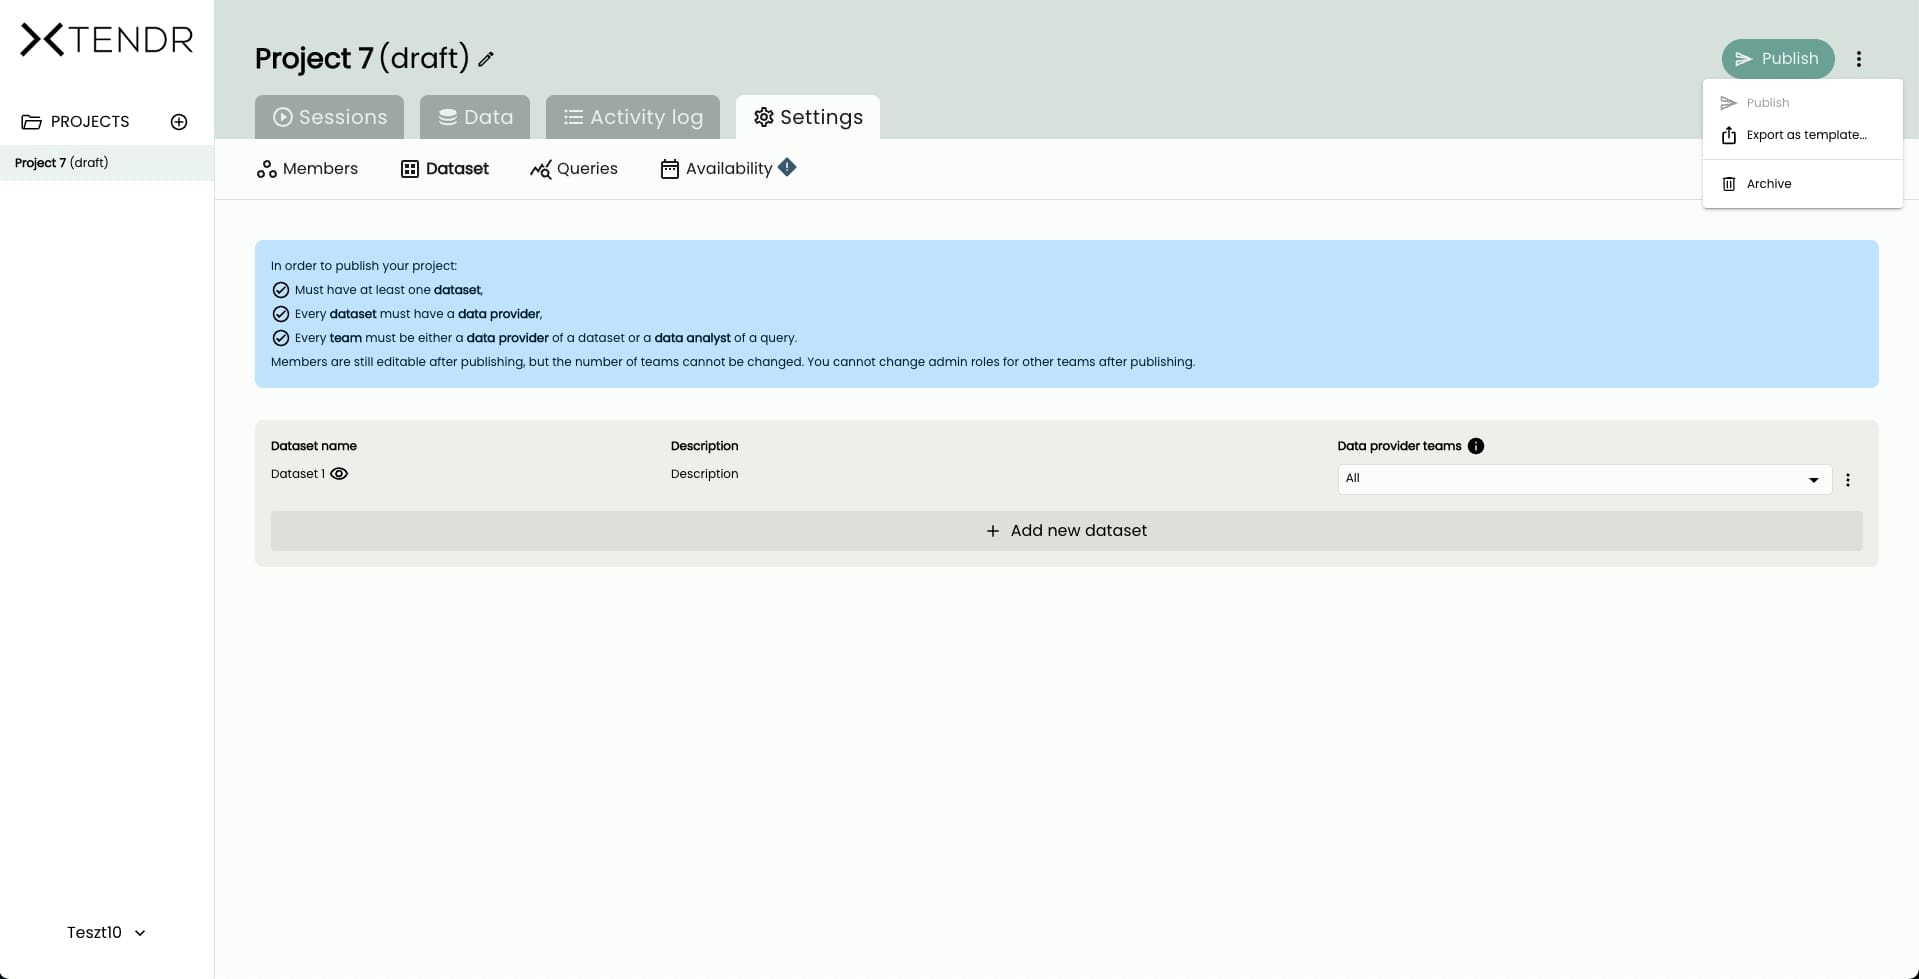 XTENDR
PROJECTS
Project 7 (draft)
Teszt10
Project 7 (draft)
Publish
Publish
Export as template...
Archive
Sessions
Data
Activity log
Settings
Members
Dataset
Queries
Availability
In order to publish your project:
Must have at least one dataset,
Every dataset must have a data provider,
Every team must be either a data provider of a dataset or a data analyst of a query.
Members are still editable after publishing, but the number of teams cannot be changed. You cannot change admin roles for other teams after publishing.
Dataset name Description Data provider teams
Dataset 1 Description All
+ Add new dataset